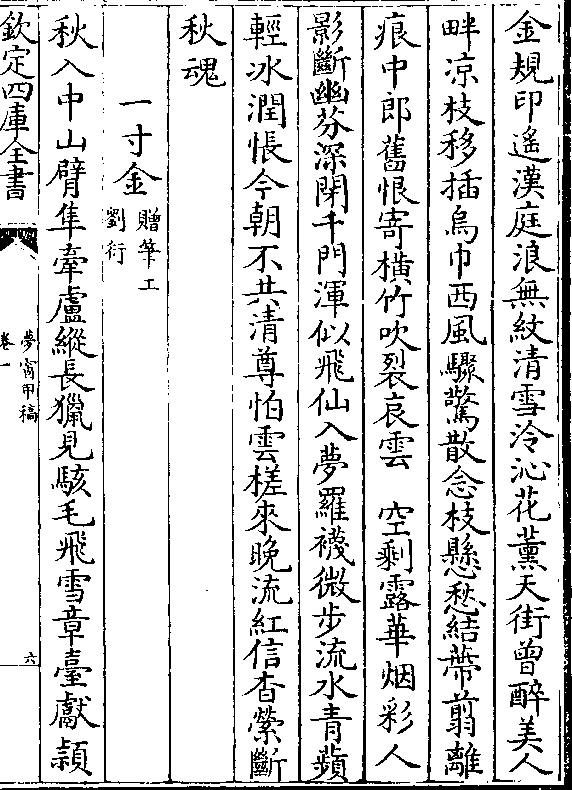 金規印遙漢庭浪無紋清雪冷沁花薰天街曾醉美人
畔凉枝移插烏巾西風驟驚散念枝懸愁結蔕翦離
痕中郎舊恨寄横竹吹裂哀雲　空剩露華烟彩人
影斷幽芬深閉千門渾似飛仙入夢羅襪微步流水青蘋
輕冰潤悵今朝不共清尊怕雲槎來晚流紅信杳縈斷
秋魂
一寸金贈筆工劉衍
秋入中山臂隼牽盧縱長獵見駭毛飛雪章臺獻頴
欽定四庫全書
夢窗甲稿
卷一
六